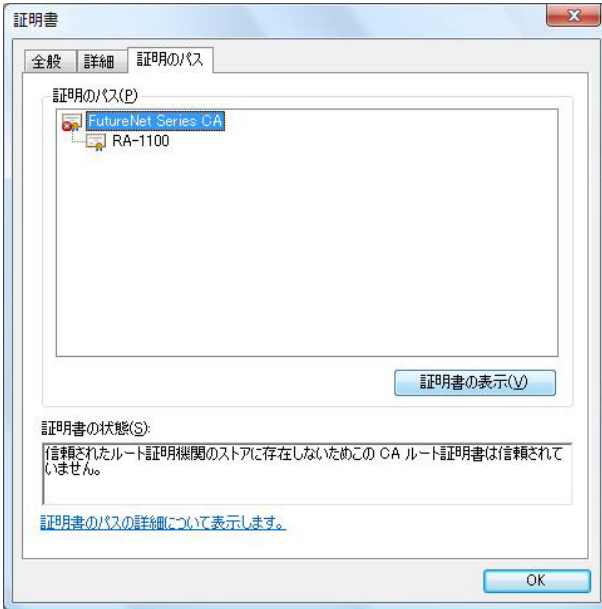 証明書
全般
詳細
証明のパス
証明のパス(P)
FutureNet Series CA
RA-1100
証明書の表示(V)
証明書の状態(S):
信頼されたルート証明機関のストアに存在しないためこの CA ルート証明書は信頼されて
いません。
証明書のパスの詳細について表示します。
OK